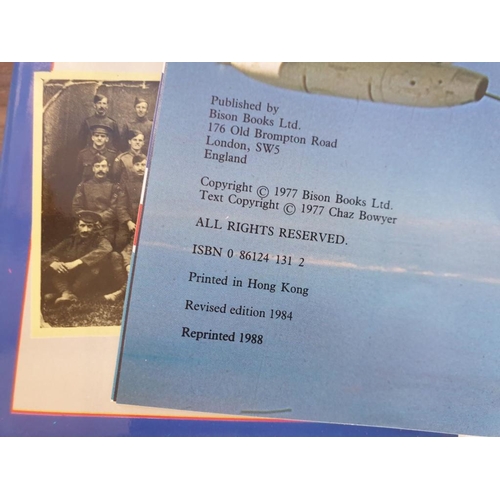 Published by
Bison Books Ltd.
176 Old Brompton Road
London, SW5
England
Copyright © 1977 Bison Books Ltd.
Text Copyright © 1977 Chaz Bowyer
ALL RIGHTS RESERVED.
ISBN 0 86124 131 2
Printed in Hong Kong
Revised edition 1984
Reprinted 1988